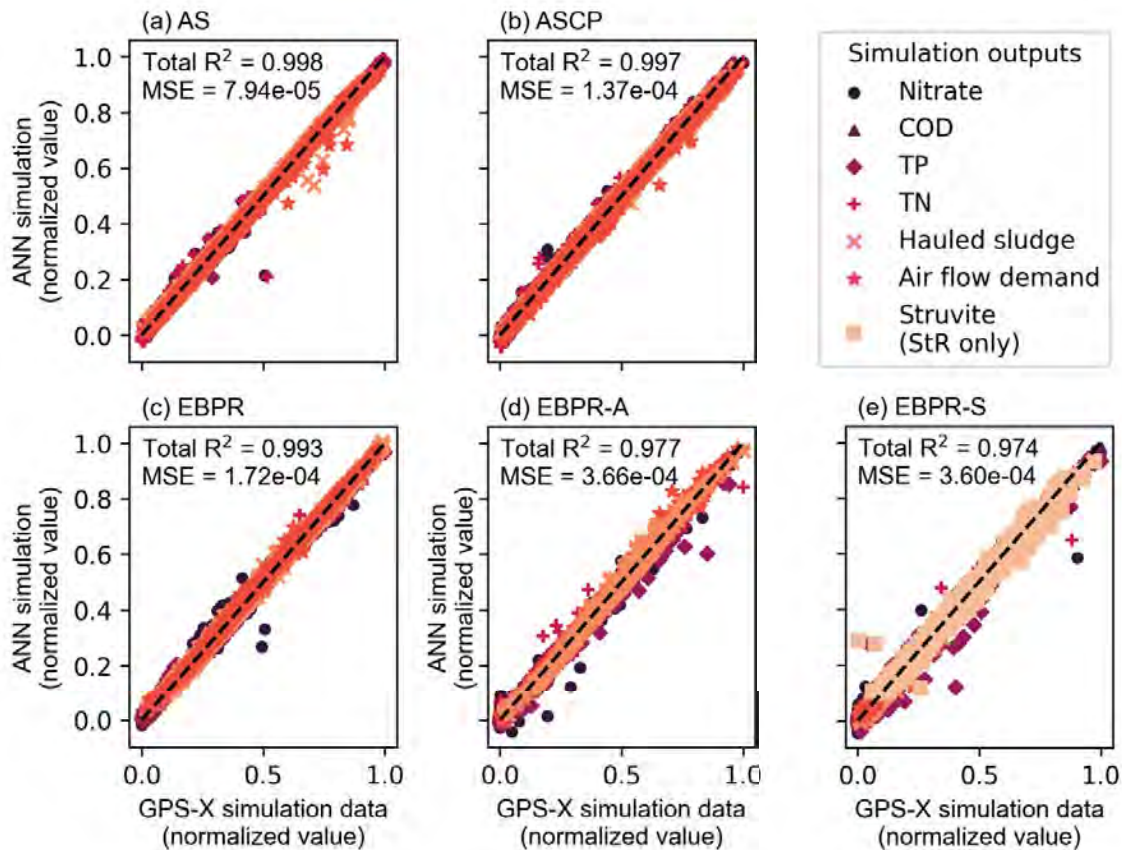 (a) AS
Total R² = 0.998
MSE = 7.94e-05
1.0
0.8
0.6
0.4
0.2
0.0
ANN simulation
(normalized value)
(b) ASCP
Total R² = 0.997
MSE = 1.37e-04
Simulation outputs
Nitrate
COD
TP
TN
Hauled sludge
Air flow demand
Struvite
(StR only)
(c) EBPR
Total R² = 0.993
MSE = 1.72e-04
1.0
0.8
0.6
0.4
0.2
0.0
ANN simulation
(normalized value)
0.0 0.5 1.0
GPS-X simulation data
(normalized value)
(d) EBPR-A
Total R² = 0.977
MSE = 3.66e-04
ANN simulation
(normalized value)
0.0 0.5 1.0
GPS-X simulation data
(normalized value)
(e) EBPR-S
Total R² = 0.974
MSE = 3.60e-04
0.0 0.5 1.0
GPS-X simulation data
(normalized value)